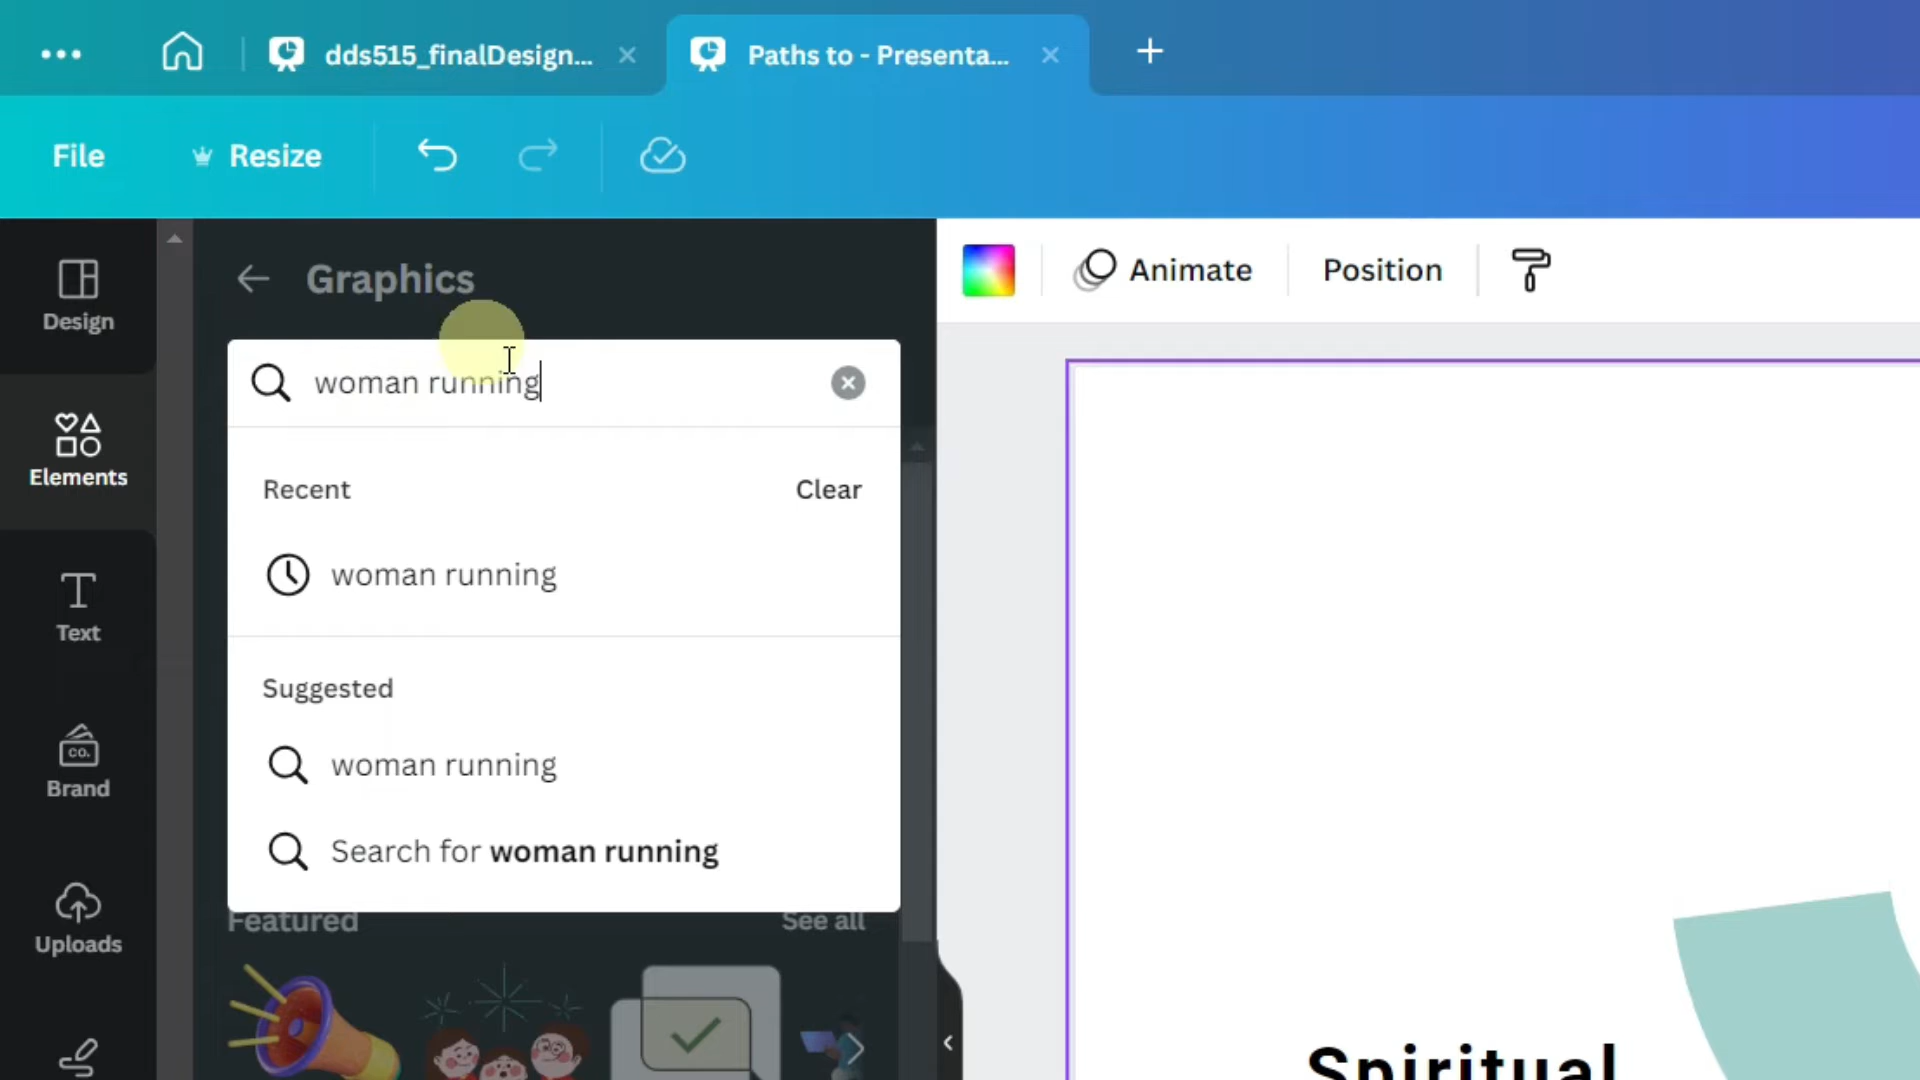 dds515_finalDesign...
Paths to - Presenta...
File
Resize
Design
Elements
Text
CO.
Brand
Uploads
Graphics
woman running
Recent
Clear
woman running
Suggested
woman running
Search for woman running
Featured
See all
Animate
Position
Spiritual